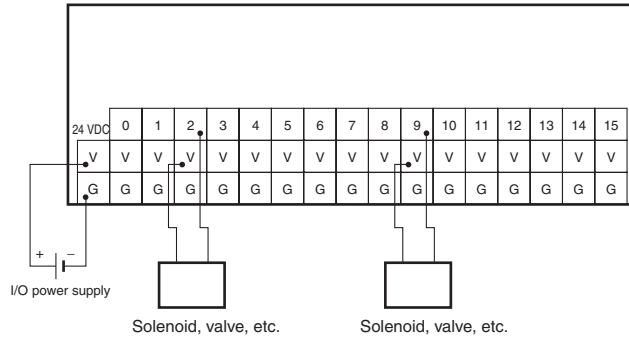 24 VDC 0 1 2 3 4 5 6 7 8 9 10 11 12 13 14 15
V V V V V V V V V V V V V V V V V
G G G G G G G G G G G G G G G G G
+ −
I/O power supply
Solenoid, valve, etc. Solenoid, valve, etc.